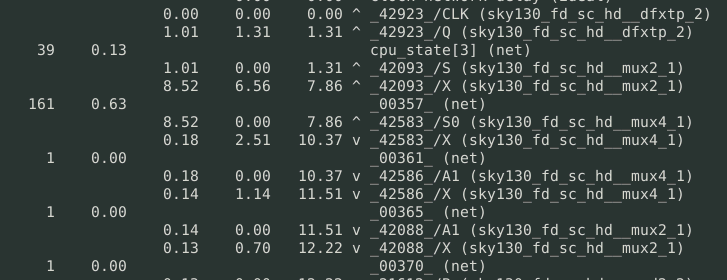 0.00 0.00 0.00 ^ _42923_/CLK (sky130_fd_sc_hd__dfxtp_2)
1.01 1.31 1.31 ^ _42923_/Q (sky130_fd_sc_hd__dfxtp_2)
39 0.13 cpu_state[3] (net)
1.01 0.00 1.31 ^ _42093_/S (sky130_fd_sc_hd__mux2_1)
8.52 6.56 7.86 ^ _42093_/X (sky130_fd_sc_hd__mux2_1)
161 0.63 _00357_ (net)
8.52 0.00 7.86 ^ _42583_/S0 (sky130_fd_sc_hd__mux4_1)
0.18 2.51 10.37 v _42583_/X (sky130_fd_sc_hd__mux4_1)
1 0.00 _00361_ (net)
0.18 0.00 10.37 v _42586_/A1 (sky130_fd_sc_hd__mux4_1)
0.14 1.14 11.51 v _42586_/X (sky130_fd_sc_hd__mux4_1)
1 0.00 _00365_ (net)
0.14 0.00 11.51 v _42088_/A1 (sky130_fd_sc_hd__mux2_1)
0.13 0.70 12.22 v _42088_/X (sky130_fd_sc_hd__mux2_1)
1 0.00 _00370_ (net)